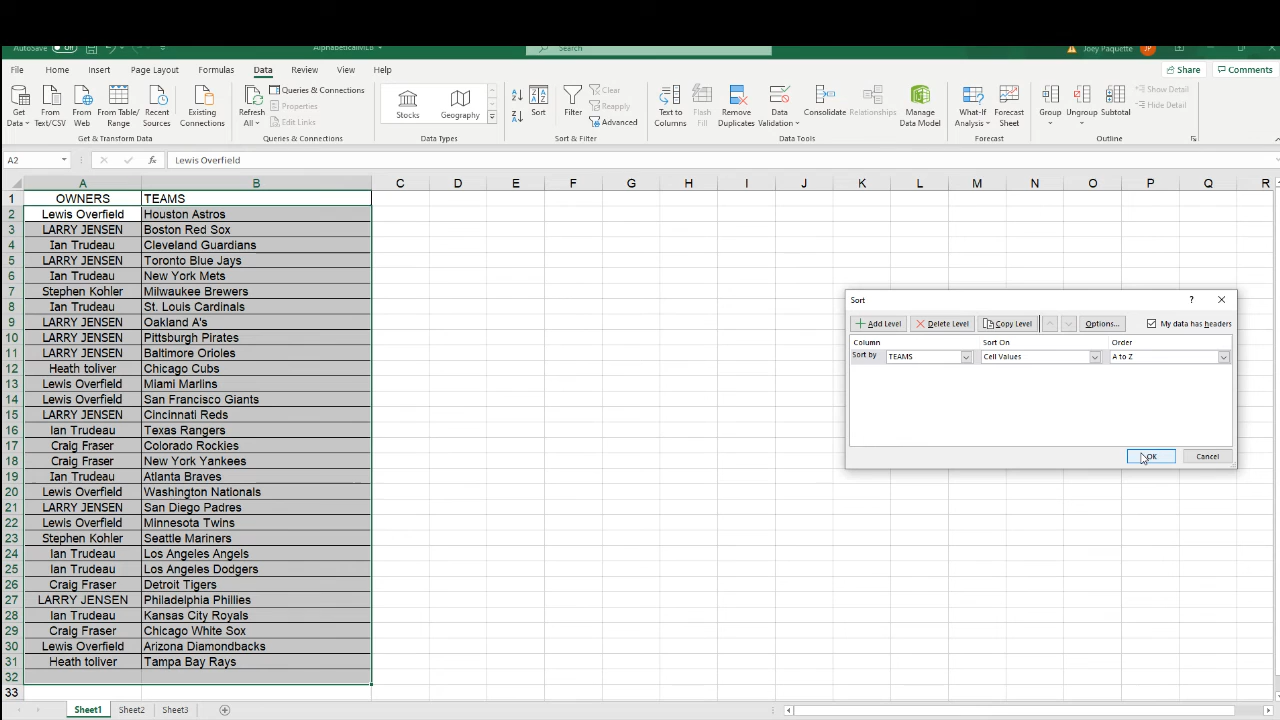 AutoSave Off AlphabeticalMLB Search Joey Paquette JP
File Home Insert Page Layout Formulas Data Review View Help Share Comments
Get Data From Text/CSV From Web From Table/ Range Recent Sources Existing Connections
Refresh All Queries & Connections Properties Edit Links
Stocks Geography
Sort Filter Clear Reapply Advanced
Text to Columns Flash Fill Remove Duplicates Data Validation Consolidate Relationships Manage Data Model
What-If Analysis Forecast Sheet Group Ungroup Subtotal Show Detail Hide Detail
Get & Transform Data Queries & Connections Data Types Sort & Filter Data Tools Forecast Outline
A2 fx Lewis Overfield
A B C D E F G H I J K L M N O P Q R
1 OWNERS TEAMS
2 Lewis Overfield Houston Astros
3 LARRY JENSEN Boston Red Sox
4 Ian Trudeau Cleveland Guardians
5 LARRY JENSEN Toronto Blue Jays
6 Ian Trudeau New York Mets
7 Stephen Kohler Milwaukee Brewers
8 Ian Trudeau St. Louis Cardinals
9 LARRY JENSEN Oakland A's
10 LARRY JENSEN Pittsburgh Pirates
11 LARRY JENSEN Baltimore Orioles
12 Heath toliver Chicago Cubs
13 Lewis Overfield Miami Marlins
14 Lewis Overfield San Francisco Giants
15 LARRY JENSEN Cincinnati Reds
16 Ian Trudeau Texas Rangers
17 Craig Fraser Colorado Rockies
18 Craig Fraser New York Yankees
19 Ian Trudeau Atlanta Braves
20 Lewis Overfield Washington Nationals
21 LARRY JENSEN San Diego Padres
22 Lewis Overfield Minnesota Twins
23 Stephen Kohler Seattle Mariners
24 Ian Trudeau Los Angeles Angels
25 Ian Trudeau Los Angeles Dodgers
26 Craig Fraser Detroit Tigers
27 LARRY JENSEN Philadelphia Phillies
28 Ian Trudeau Kansas City Royals
29 Craig Fraser Chicago White Sox
30 Lewis Overfield Arizona Diamondbacks
31 Heath toliver Tampa Bay Rays
32
33
Sort ?
Add Level Delete Level Copy Level Options... My data has headers
Column Sort On Order
Sort by TEAMS Cell Values A to Z
OK Cancel
Sheet1 Sheet2 Sheet3